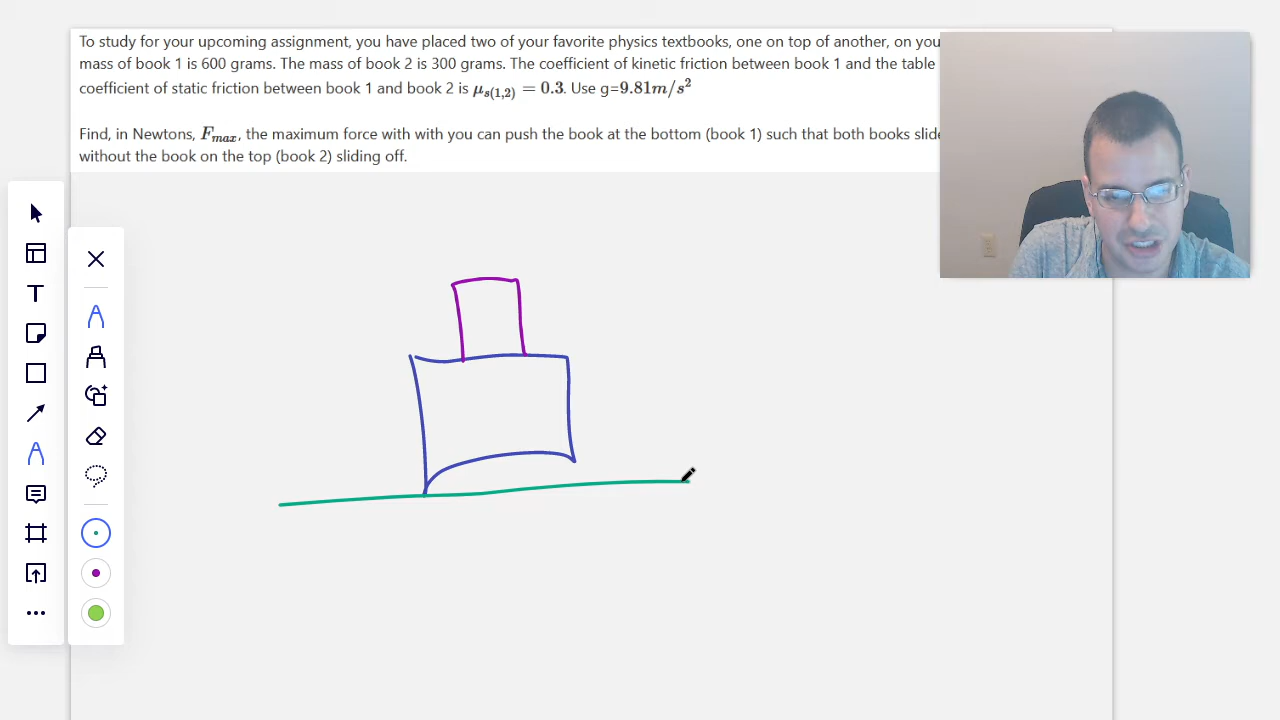 To study for your upcoming assignment, you have placed two of your favorite physics textbooks, one on top of another, on you
mass of book 1 is 600 grams. The mass of book 2 is 300 grams. The coefficient of kinetic friction between book 1 and the table
coefficient of static friction between book 1 and book 2 is μs(1,2) = 0.3. Use g=9.81m/s²
Find, in Newtons, Fmax, the maximum force with with you can push the book at the bottom (book 1) such that both books slide
without the book on the top (book 2) sliding off.
T